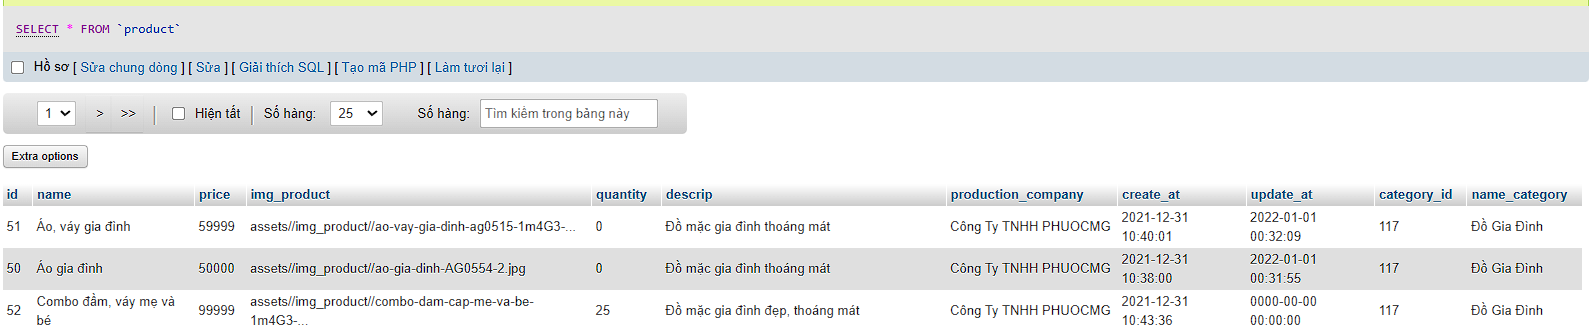 SELECT * FROM `product`
Hồ sơ [ Sửa chung dòng ] [ Sửa ] [ Giải thích SQL ] [ Tạo mã PHP ] [ Làm tươi lại ]
1 > >> Hiện tất Số hàng: 25 Số hàng: Tìm kiếm trong bảng này
Extra options
id name price img_product quantity descrip production_company create_at update_at category_id name_category
51 Áo, váy gia đình 59999 assets//img_product//ao-vay-gia-dinh-ag0515-1m4G3-... 0 Đồ mặc gia đình thoáng mát Công Ty TNHH PHUOCMG 2021-12-31 10:40:01 2022-01-01 00:32:09 117 Đồ Gia Đình
50 Áo gia đình 50000 assets//img_product//ao-gia-dinh-AG0554-2.jpg 0 Đồ mặc gia đình thoáng mát Công Ty TNHH PHUOCMG 2021-12-31 10:38:00 2022-01-01 00:31:55 117 Đồ Gia Đình
52 Combo đầm, váy mẹ và bé 99999 assets//img_product//combo-dam-cap-me-va-be-1m4G3-... 25 Đồ mặc gia đình đẹp, thoáng mát Công Ty TNHH PHUOCMG 2021-12-31 10:43:36 0000-00-00 00:00:00 117 Đồ Gia Đình